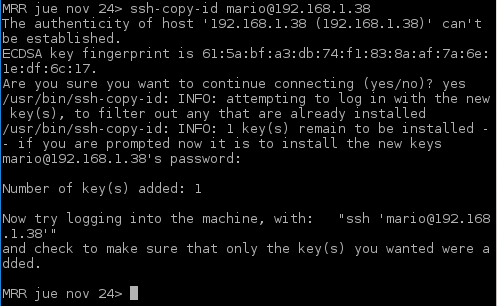 MRR jue nov 24> ssh-copy-id mario@192.168.1.38
The authenticity of host '192.168.1.38 (192.168.1.38)' can't
be established.
ECDSA key fingerprint is 61:5a:bf:a3:db:74:f1:83:8a:af:7a:6e:
1e:df:6c:17.
Are you sure you want to continue connecting (yes/no)? yes
/usr/bin/ssh-copy-id: INFO: attempting to log in with the new
key(s), to filter out any that are already installed
/usr/bin/ssh-copy-id: INFO: 1 key(s) remain to be installed -
- if you are prompted now it is to install the new keys
mario@192.168.1.38's password:
Number of key(s) added: 1
Now try logging into the machine, with:   "ssh 'mario@192.168
.1.38'"
and check to make sure that only the key(s) you wanted were a
dded.
MRR jue nov 24>